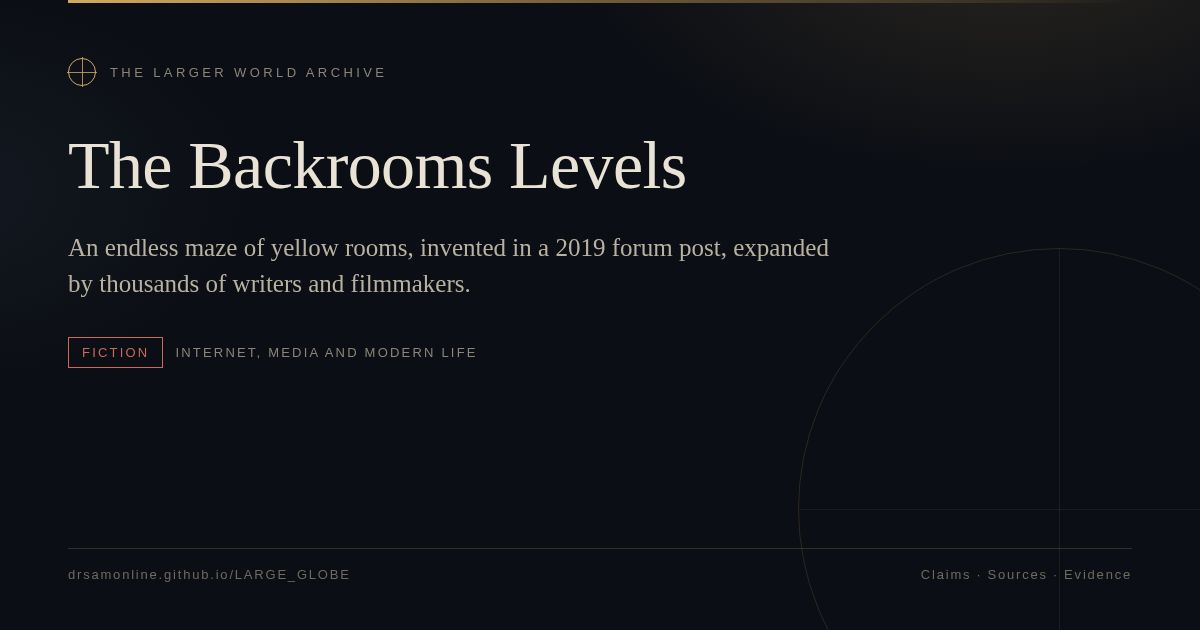 THE LARGER WORLD ARCHIVE
The Backrooms Levels
An endless maze of yellow rooms, invented in a 2019 forum post, expanded
by thousands of writers and filmmakers.
FICTION INTERNET, MEDIA AND MODERN LIFE
drsamonline.github.io/LARGE_GLOBE Claims · Sources · Evidence